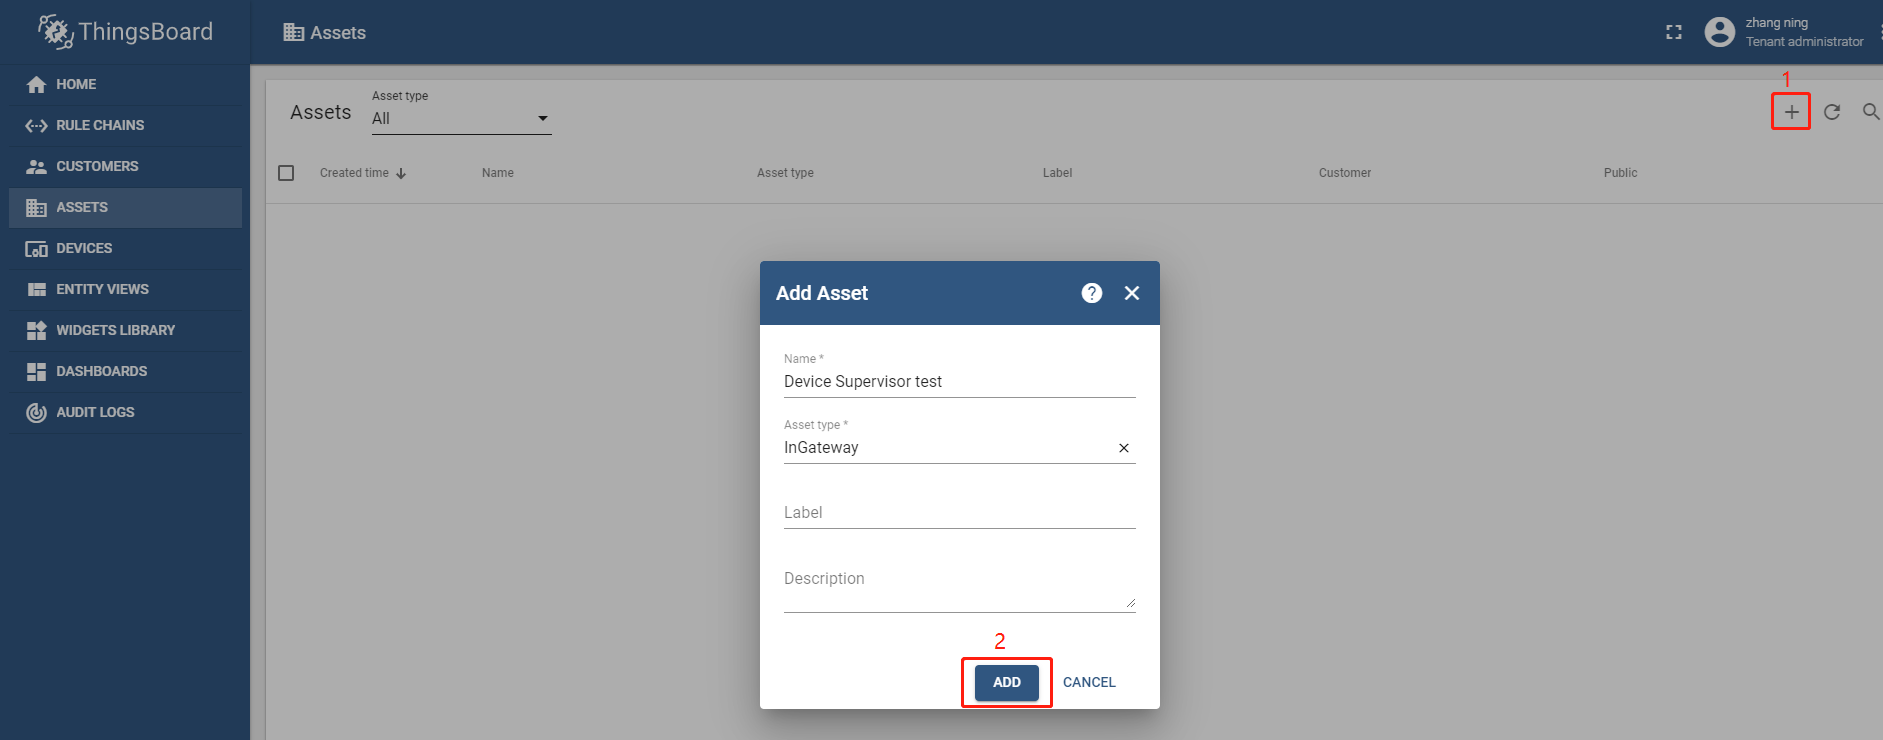 ThingsBoard
Assets
zhang ning
Tenant administrator
HOME
RULE CHAINS
CUSTOMERS
ASSETS
DEVICES
ENTITY VIEWS
WIDGETS LIBRARY
DASHBOARDS
AUDIT LOGS
1
Assets
Asset type
All
Created time
Name
Asset type
Label
Customer
Public
Add Asset
?
Name *
Device Supervisor test
Asset type *
InGateway
Label
Description
2
ADD
CANCEL